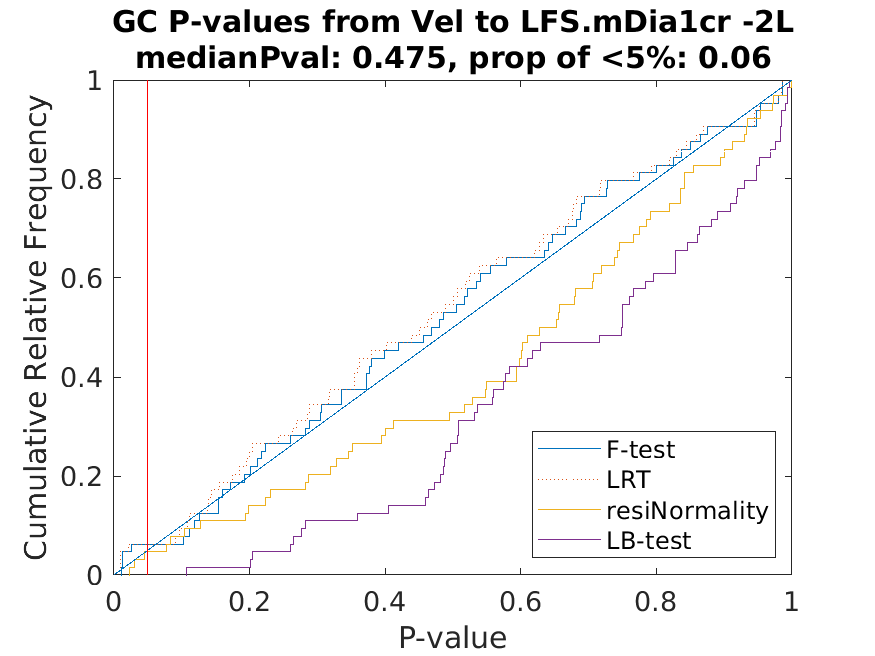 GC P-values from Vel to LFS.mDia1cr -2L
medianPval: 0.475, prop of <5%: 0.06
Cumulative Relative Frequency
1
0.8
0.6
0.4
0.2
0
F-test
LRT
resiNormality
LB-test
0 0.2 0.4 0.6 0.8 1
P-value